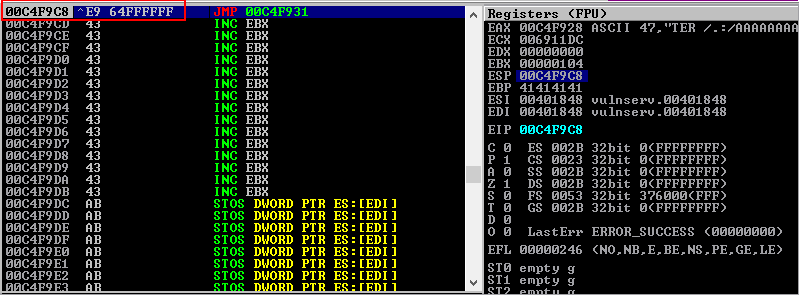 00C4F9C8 ^E9 64FFFFFF JMP 00C4F931
00C4F9CD 43 INC EBX
00C4F9CE 43 INC EBX
00C4F9CF 43 INC EBX
00C4F9D0 43 INC EBX
00C4F9D1 43 INC EBX
00C4F9D2 43 INC EBX
00C4F9D3 43 INC EBX
00C4F9D4 43 INC EBX
00C4F9D5 43 INC EBX
00C4F9D6 43 INC EBX
00C4F9D7 43 INC EBX
00C4F9D8 43 INC EBX
00C4F9D9 43 INC EBX
00C4F9DA 43 INC EBX
00C4F9DB 43 INC EBX
00C4F9DC AB STOS DWORD PTR ES:[EDI]
00C4F9DD AB STOS DWORD PTR ES:[EDI]
00C4F9DE AB STOS DWORD PTR ES:[EDI]
00C4F9DF AB STOS DWORD PTR ES:[EDI]
00C4F9E0 AB STOS DWORD PTR ES:[EDI]
00C4F9E1 AB STOS DWORD PTR ES:[EDI]
00C4F9E2 AB STOS DWORD PTR ES:[EDI]
00C4F9E3 AB STOS DWORD PTR ES:[EDI]
Registers (FPU)
EAX 00C4F928 ASCII 47,"TER /.:/AAAAAAAA
ECX 006911DC
EDX 00000000
EBX 00000104
ESP 00C4F9C8
EBP 41414141
ESI 00401848 vulnserv.00401848
EDI 00401848 vulnserv.00401848
EIP 00C4F9C8
C 0 ES 002B 32bit 0(FFFFFFFF)
P 1 CS 0023 32bit 0(FFFFFFFF)
A 0 SS 002B 32bit 0(FFFFFFFF)
Z 1 DS 002B 32bit 0(FFFFFFFF)
S 0 FS 0053 32bit 376000(FFF)
T 0 GS 002B 32bit 0(FFFFFFFF)
D 0
O 0 LastErr ERROR_SUCCESS (00000000)
EFL 00000246 (NO,NB,E,BE,NS,PE,GE,LE)
ST0 empty g
ST1 empty g
ST2 empty g